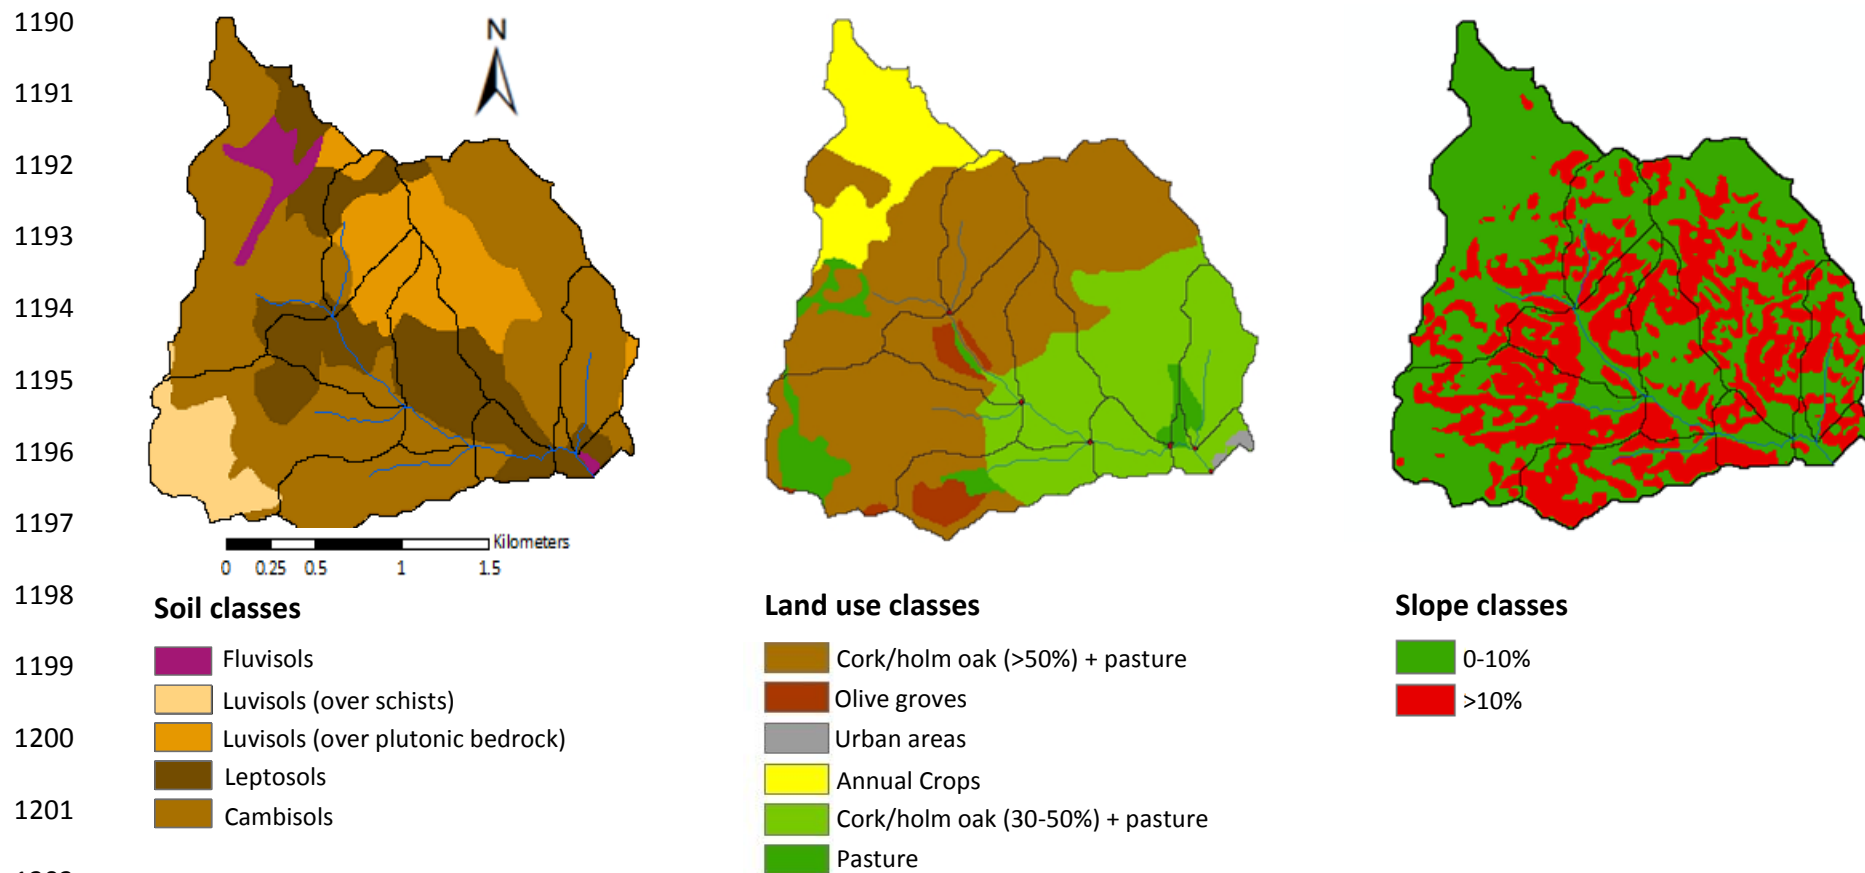 1190
N
1191
1192
1193
1194
1195
1196
1197
Kilometers
0 0.25 0.5 1 1.5
1198
Soil classes
Land use classes
Slope classes
1199
Fluvisols
Luvisols (over schists)
Luvisols (over plutonic bedrock)
Leptosols
Cambisols
Cork/holm oak (>50%) + pasture
Olive groves
Urban areas
Annual Crops
Cork/holm oak (30-50%) + pasture
Pasture
0-10%
>10%
1200
1201